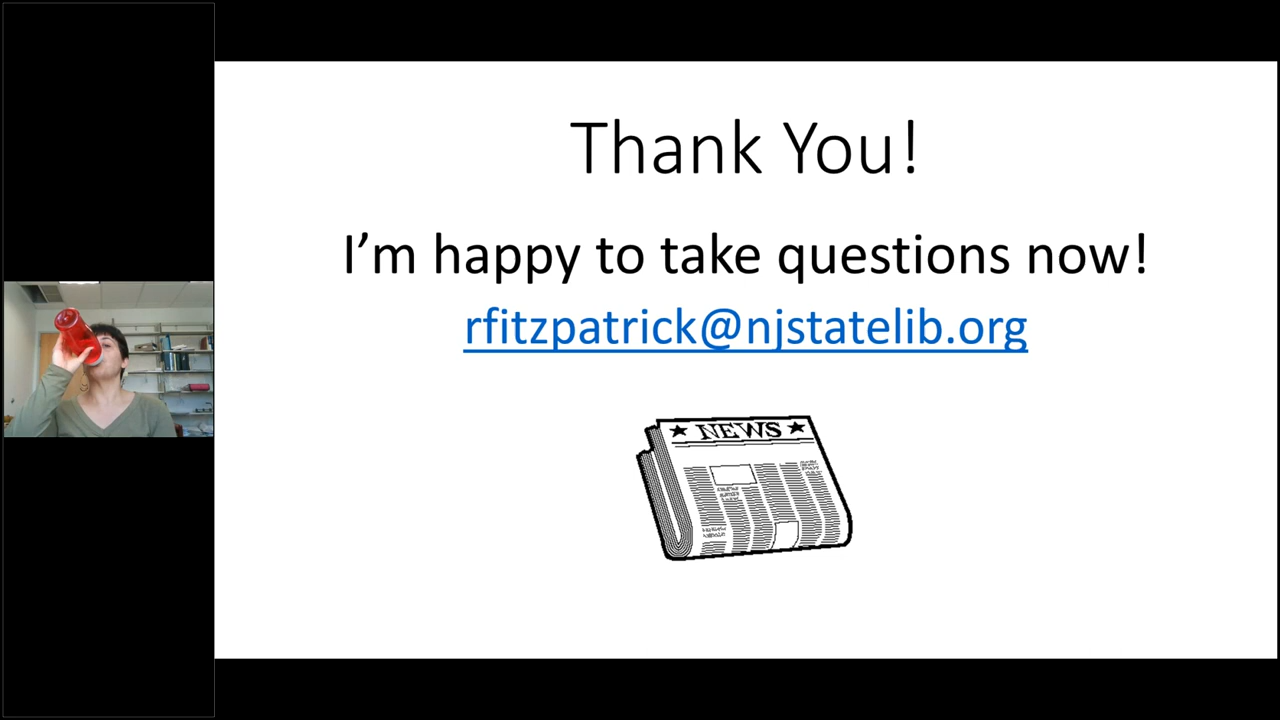 Thank You!
I’m happy to take questions now!
rfitzpatrick@njstatelib.org
★ NEWS ★